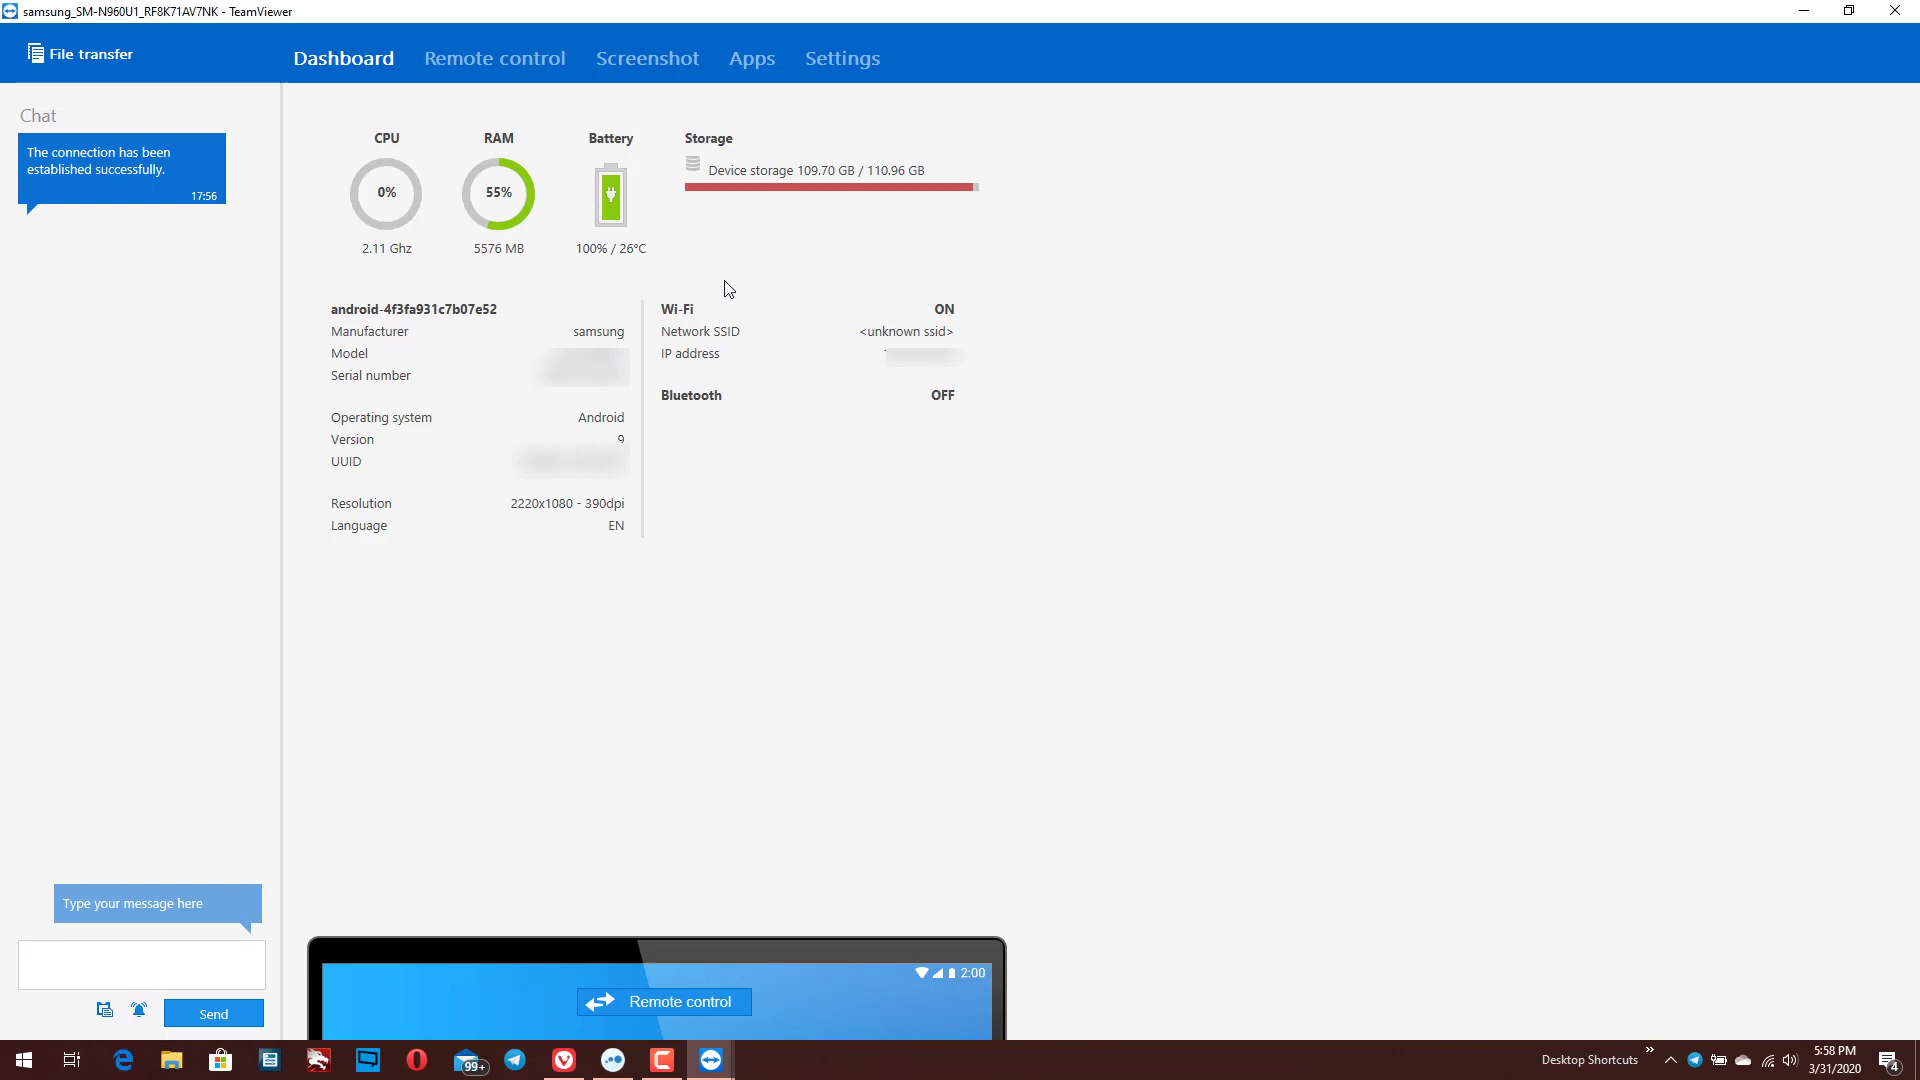 samsung_SM-N960U1_RF8K71AV7NK - TeamViewer
File transfer
Dashboard
Remote control
Screenshot
Apps
Settings
Chat
The connection has been
established successfully.
17:56
CPU
0%
2.11 Ghz
RAM
55%
5576 MB
Battery
100% / 26°C
Storage
Device storage 109.70 GB / 110.96 GB
android-4f3fa931c7b07e52
Manufacturer samsung
Model
Serial number
Operating system Android
Version 9
UUID
Resolution 2220x1080 - 390dpi
Language EN
Wi-Fi ON
Network SSID <unknown ssid>
IP address
Bluetooth OFF
Type your message here
Send
2:00
Remote control
99+
Desktop Shortcuts
5:58 PM
3/31/2020
4